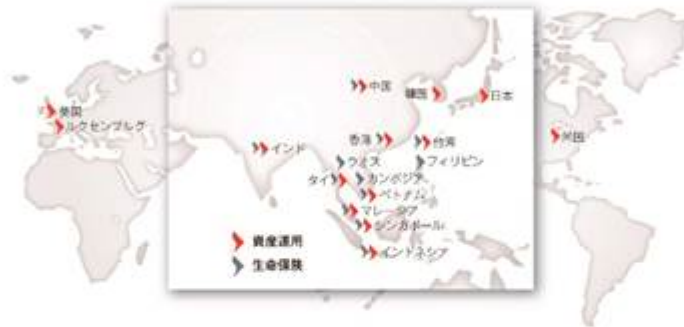 中国
韓国
日本
英国
ルクセンブルグ
米国
香港
台湾
インド
ラオス
フィリピン
タイ
カンボジア
ベトナム
マレーシア
シンガポール
資産運用
生命保険
インドネシア